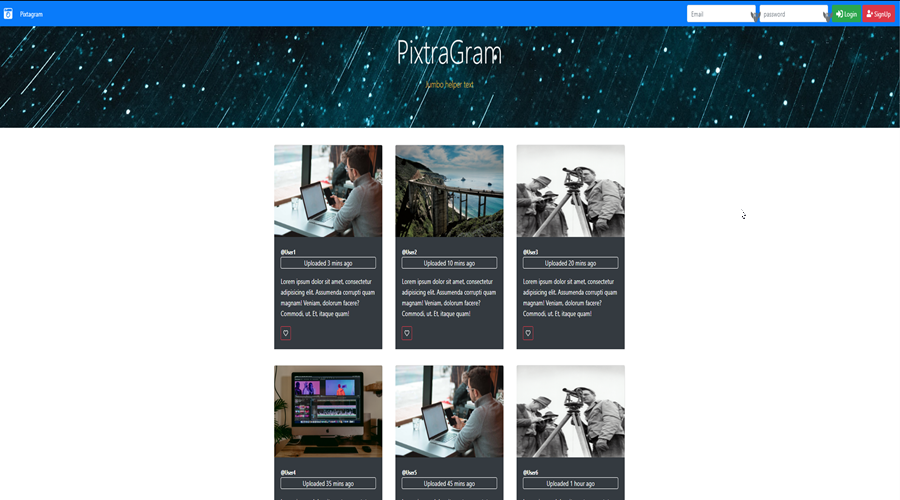 Pixtagram
Email
password
Login
SignUp
PixtraGram
Jumbo helper text
@User1
Uploaded 3 mins ago
Lorem ipsum dolor sit amet, consectetur
adipisicing elit. Assumenda corrupti quam
magnam! Veniam, dolorum facere?
Commodi, ut. Et, itaque quam!
@User2
Uploaded 10 mins ago
Lorem ipsum dolor sit amet, consectetur
adipisicing elit. Assumenda corrupti quam
magnam! Veniam, dolorum facere?
Commodi, ut. Et, itaque quam!
@User3
Uploaded 20 mins ago
Lorem ipsum dolor sit amet, consectetur
adipisicing elit. Assumenda corrupti quam
magnam! Veniam, dolorum facere?
Commodi, ut. Et, itaque quam!
@User4
Uploaded 35 mins ago
@User5
Uploaded 45 mins ago
@User6
Uploaded 1 hour ago